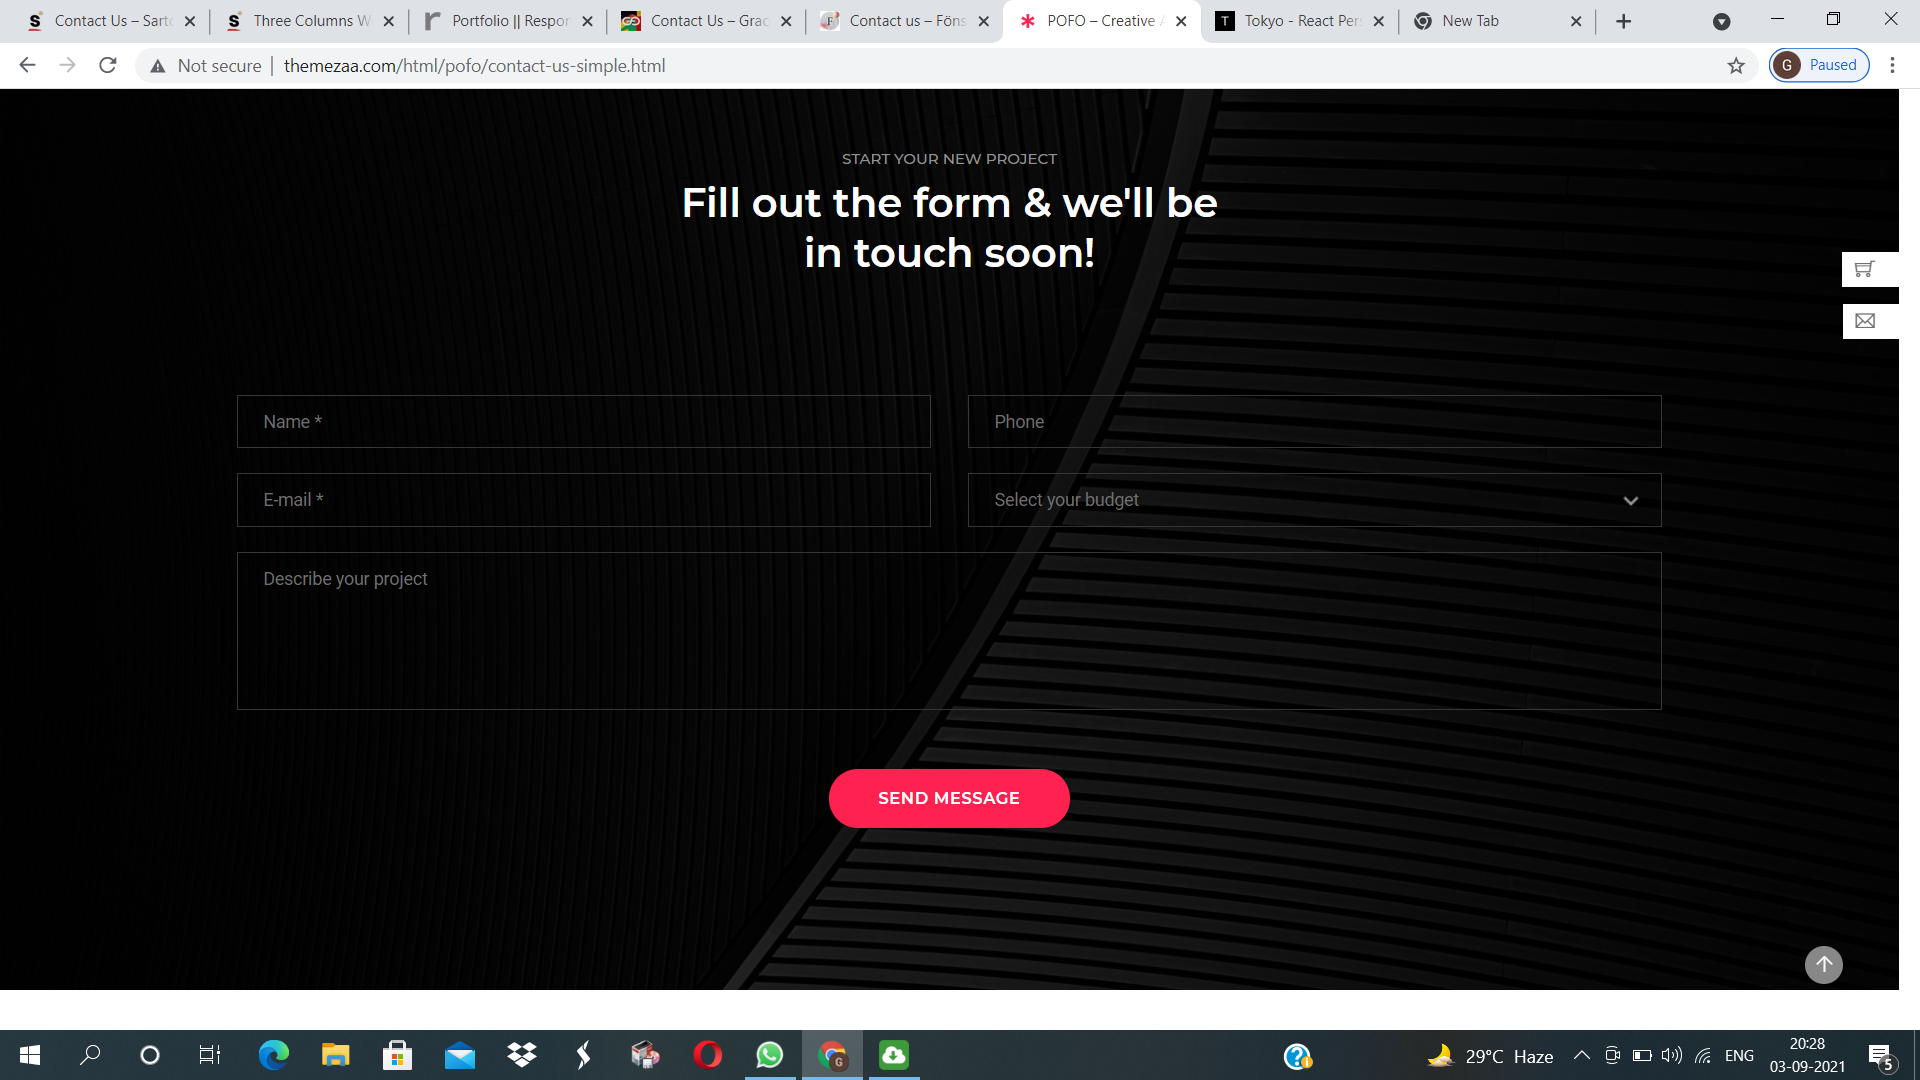 Contact Us – Sart
Three Columns W
Portfolio || Respon
Contact Us – Grac
Contact us – Föns
POFO – Creative A
Tokyo - React Pers
New Tab
Not secure | themezaa.com/html/pofo/contact-us-simple.html
G Paused
START YOUR NEW PROJECT
Fill out the form & we'll be
in touch soon!
Name *
Phone
E-mail *
Select your budget
Describe your project
SEND MESSAGE
29°C Haze
ENG
20:28
03-09-2021
5